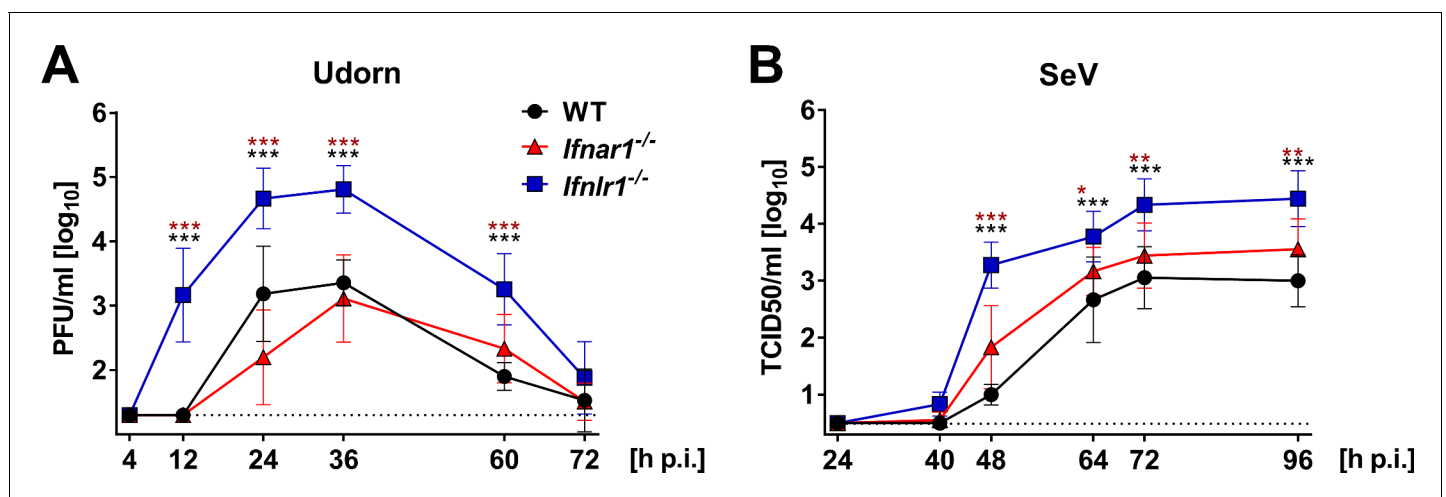 A
Udorn
PFU/ml [log10]
6
5
4
3
2
***
***
***
***
***
***
***
***
4 12 24 36 60 72 [h p.i.]
WT
Ifnar1-/-
Ifnlr1-/-
B
SeV
TCID50/ml [log10]
6
5
4
3
2
1
***
***
*
***
**
***
**
***
24 40 48 64 72 96 [h p.i.]